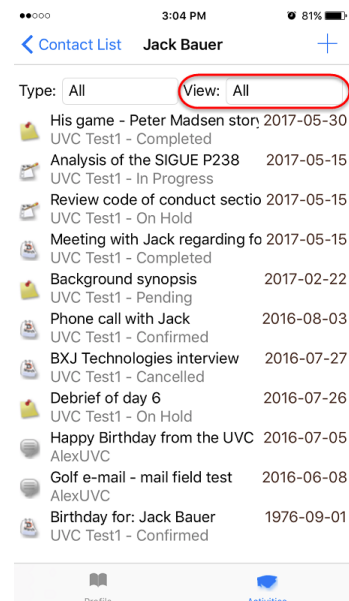 3:04 PM 81%
Contact List Jack Bauer
Type: All View: All
His game - Peter Madsen story 2017-05-30
UVC Test1 - Completed
Analysis of the SIGUE P238 2017-05-15
UVC Test1 - In Progress
Review code of conduct sectio 2017-05-15
UVC Test1 - On Hold
Meeting with Jack regarding fo 2017-05-15
UVC Test1 - Completed
Background synopsis 2017-02-22
UVC Test1 - Pending
Phone call with Jack 2016-08-03
UVC Test1 - Confirmed
BXJ Technologies interview 2016-07-27
UVC Test1 - Cancelled
Debrief of day 6 2016-07-26
UVC Test1 - On Hold
Happy Birthday from the UVC 2016-07-05
AlexUVC
Golf e-mail - mail field test 2016-06-08
AlexUVC
Birthday for: Jack Bauer 1976-09-01
UVC Test1 - Confirmed
Profile Activities